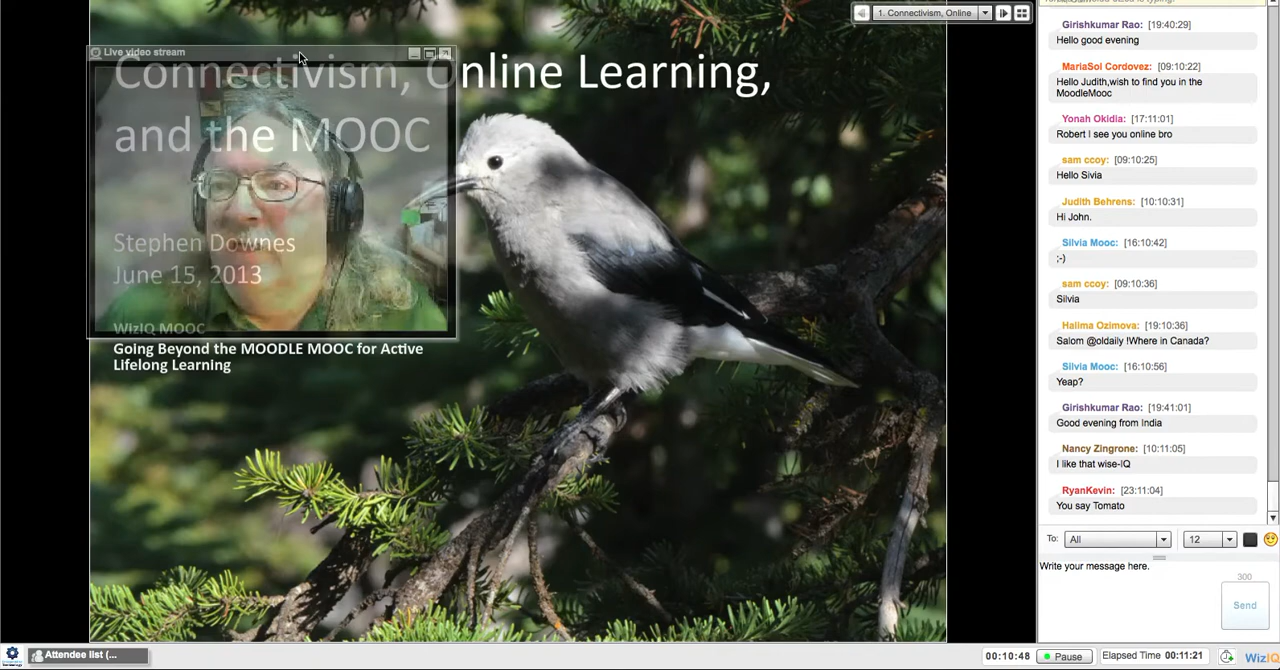 1. Connectivism, Online
Live video stream
Connectivism, Online Learning,
and the MOOC
Stephen Downes
June 15, 2013
WizIQ MOOC
Going Beyond the MOODLE MOOC for Active
Lifelong Learning
Girishkumar Rao: [19:40:29]
Hello good evening
MariaSol Cordovez: [09:10:22]
Hello Judith,wish to find you in the
MoodleMooc
Yonah Okidia: [17:11:01]
Robert I see you online bro
sam ccoy: [09:10:25]
Hello Sivia
Judith Behrens: [10:10:31]
Hi John.
Silvia Mooc: [16:10:42]
;-)
sam ccoy: [09:10:36]
Silvia
Halima Ozimova: [19:10:36]
Salom @oldaily !Where in Canada?
Silvia Mooc: [16:10:56]
Yeap?
Girishkumar Rao: [19:41:01]
Good evening from India
Nancy Zingrone: [10:11:05]
I like that wise-IQ
RyanKevin: [23:11:04]
You say Tomato
To: All 12
Write your message here.
300
Send
Attendee list (...
00:10:48 Pause Elapsed Time 00:11:21 WizIQ